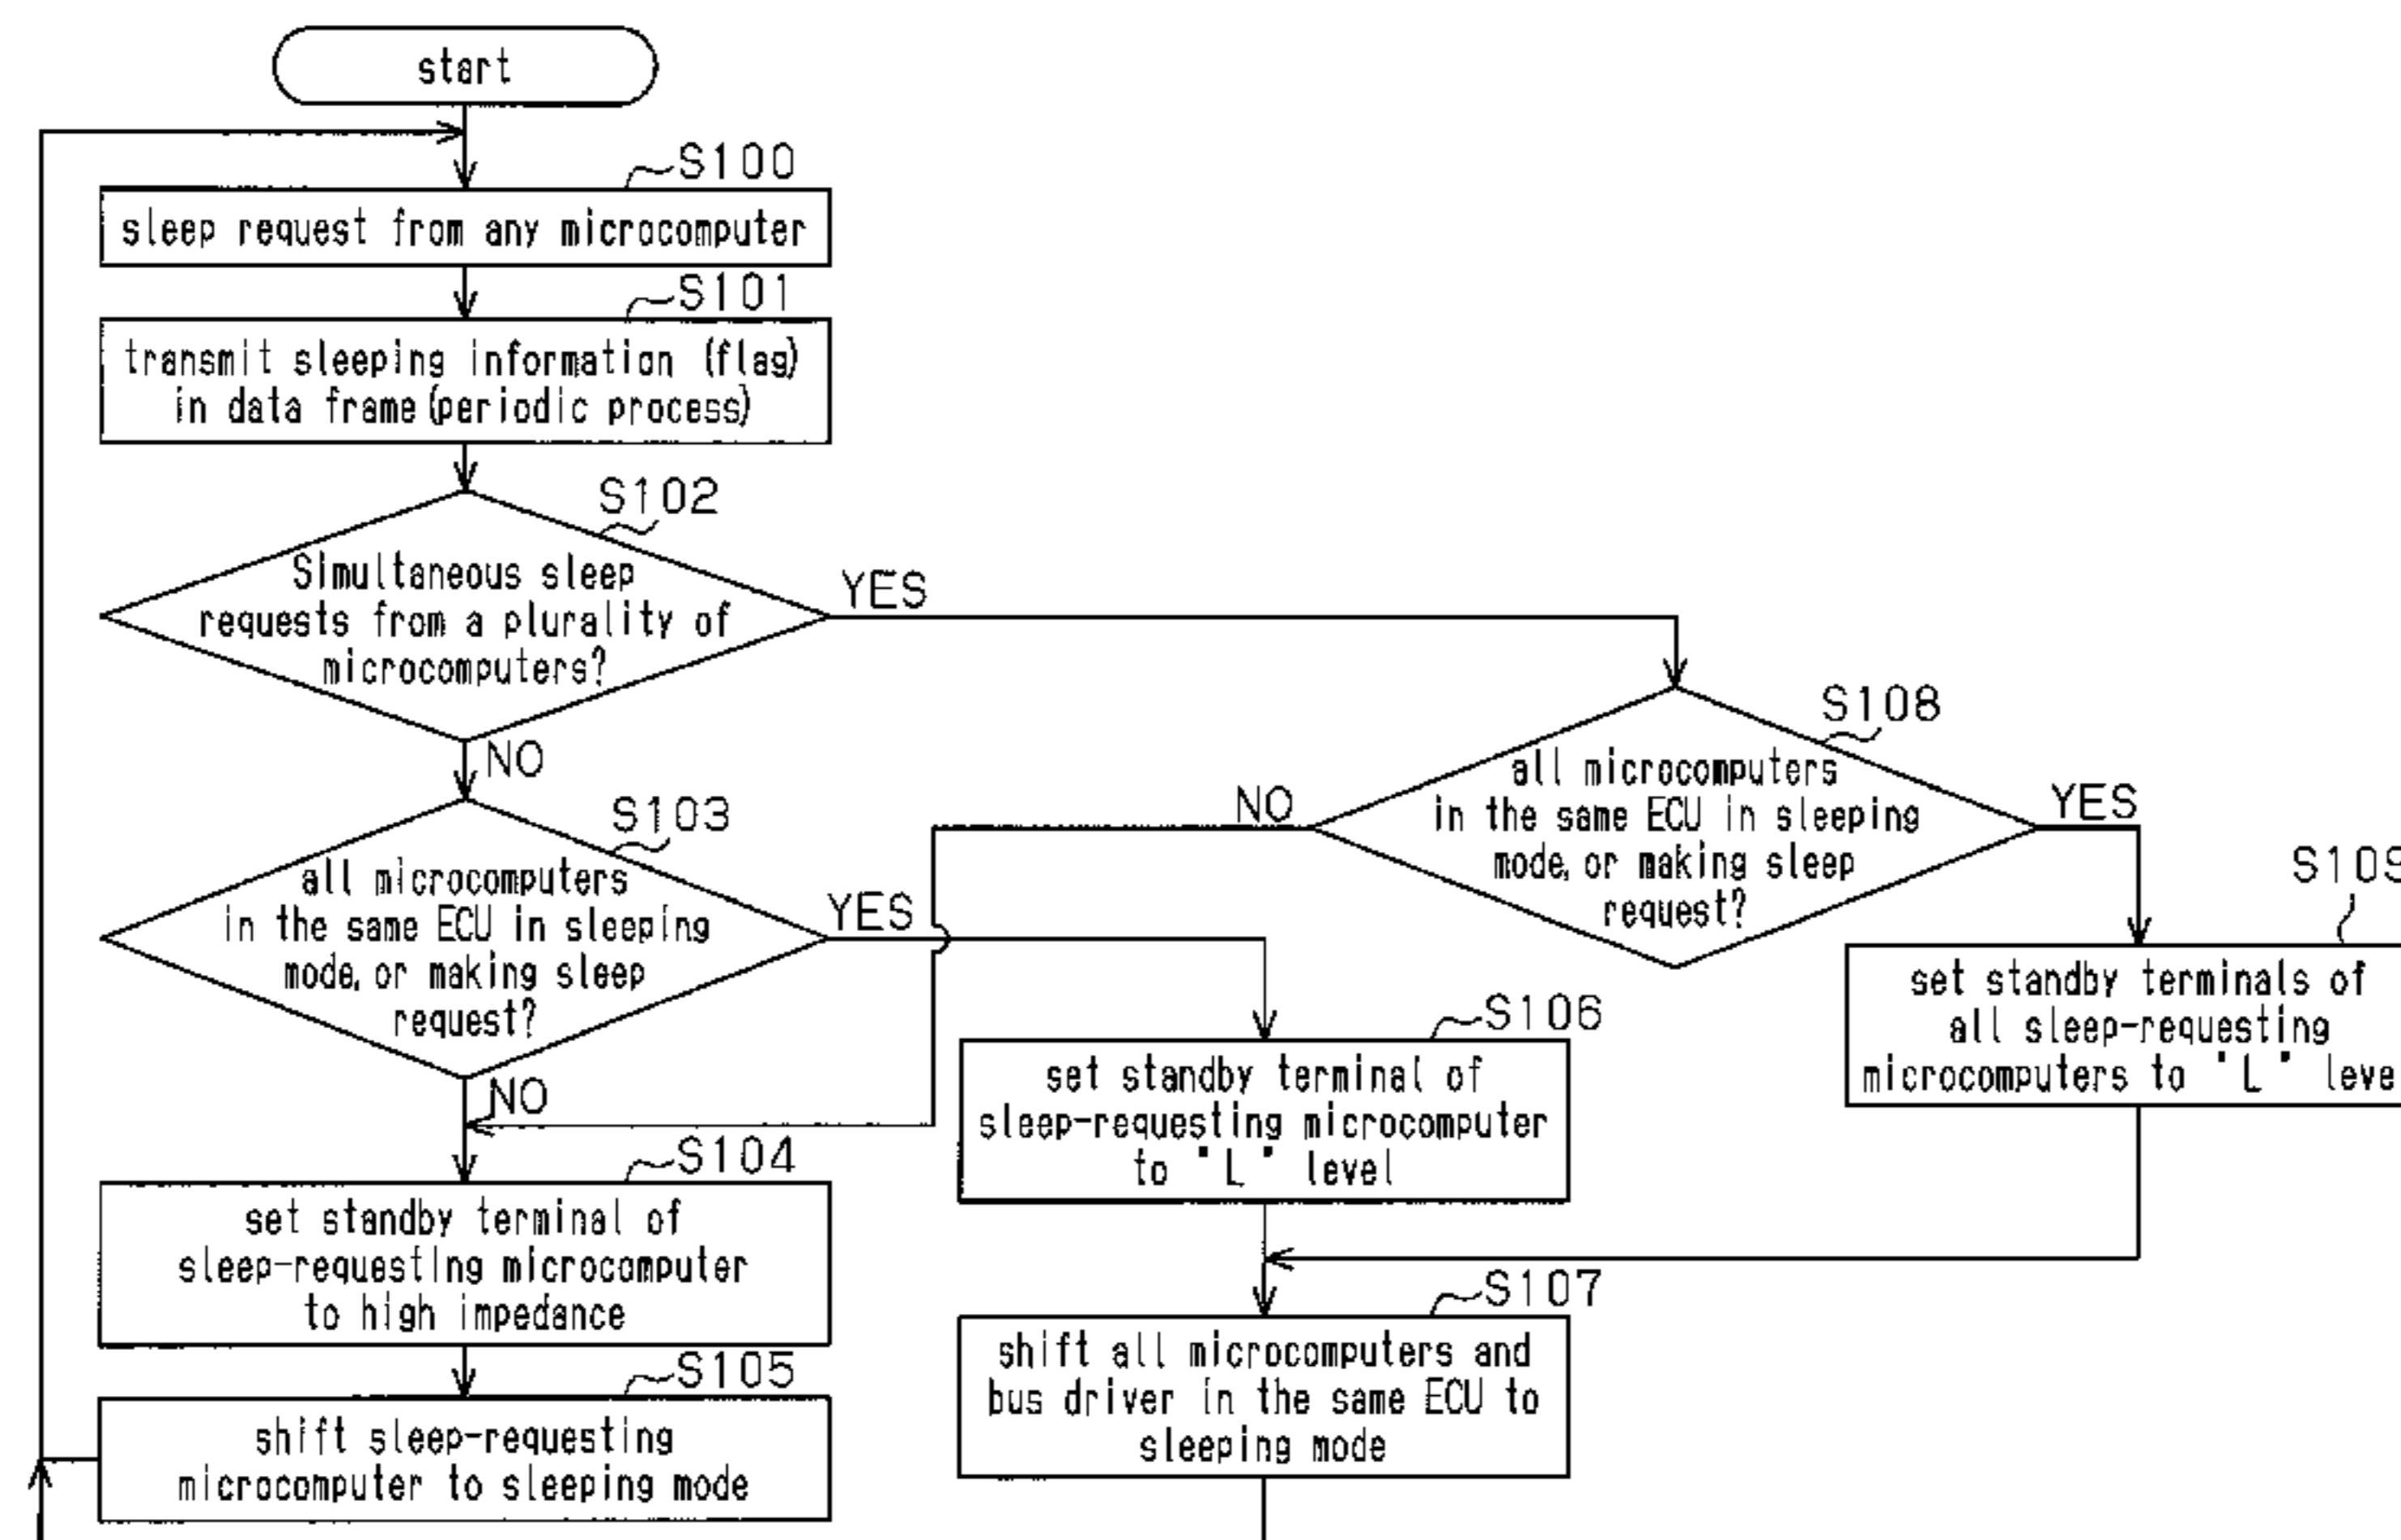 start
S100
sleep request from any microcomputer
S101
transmit sleeping information (flag)
in data frame (periodic process)
S102
Simultaneous sleep
requests from a plurality of
microcomputers?
YES
NO
S103
all microcomputers
in the same ECU in sleeping
mode, or making sleep
request?
YES
NO
S104
set standby terminal of
sleep-requesting microcomputer
to high impedance
S105
shift sleep-requesting
microcomputer to sleeping mode
S108
all microcomputers
in the same ECU in sleeping
mode, or making sleep
request?
NO
YES
S106
set standby terminal of
sleep-requesting microcomputer
to "L" level
S107
shift all microcomputers and
bus driver in the same ECU to
sleeping mode
S109
set standby terminals of
all sleep-requesting
microcomputers to "L" leve